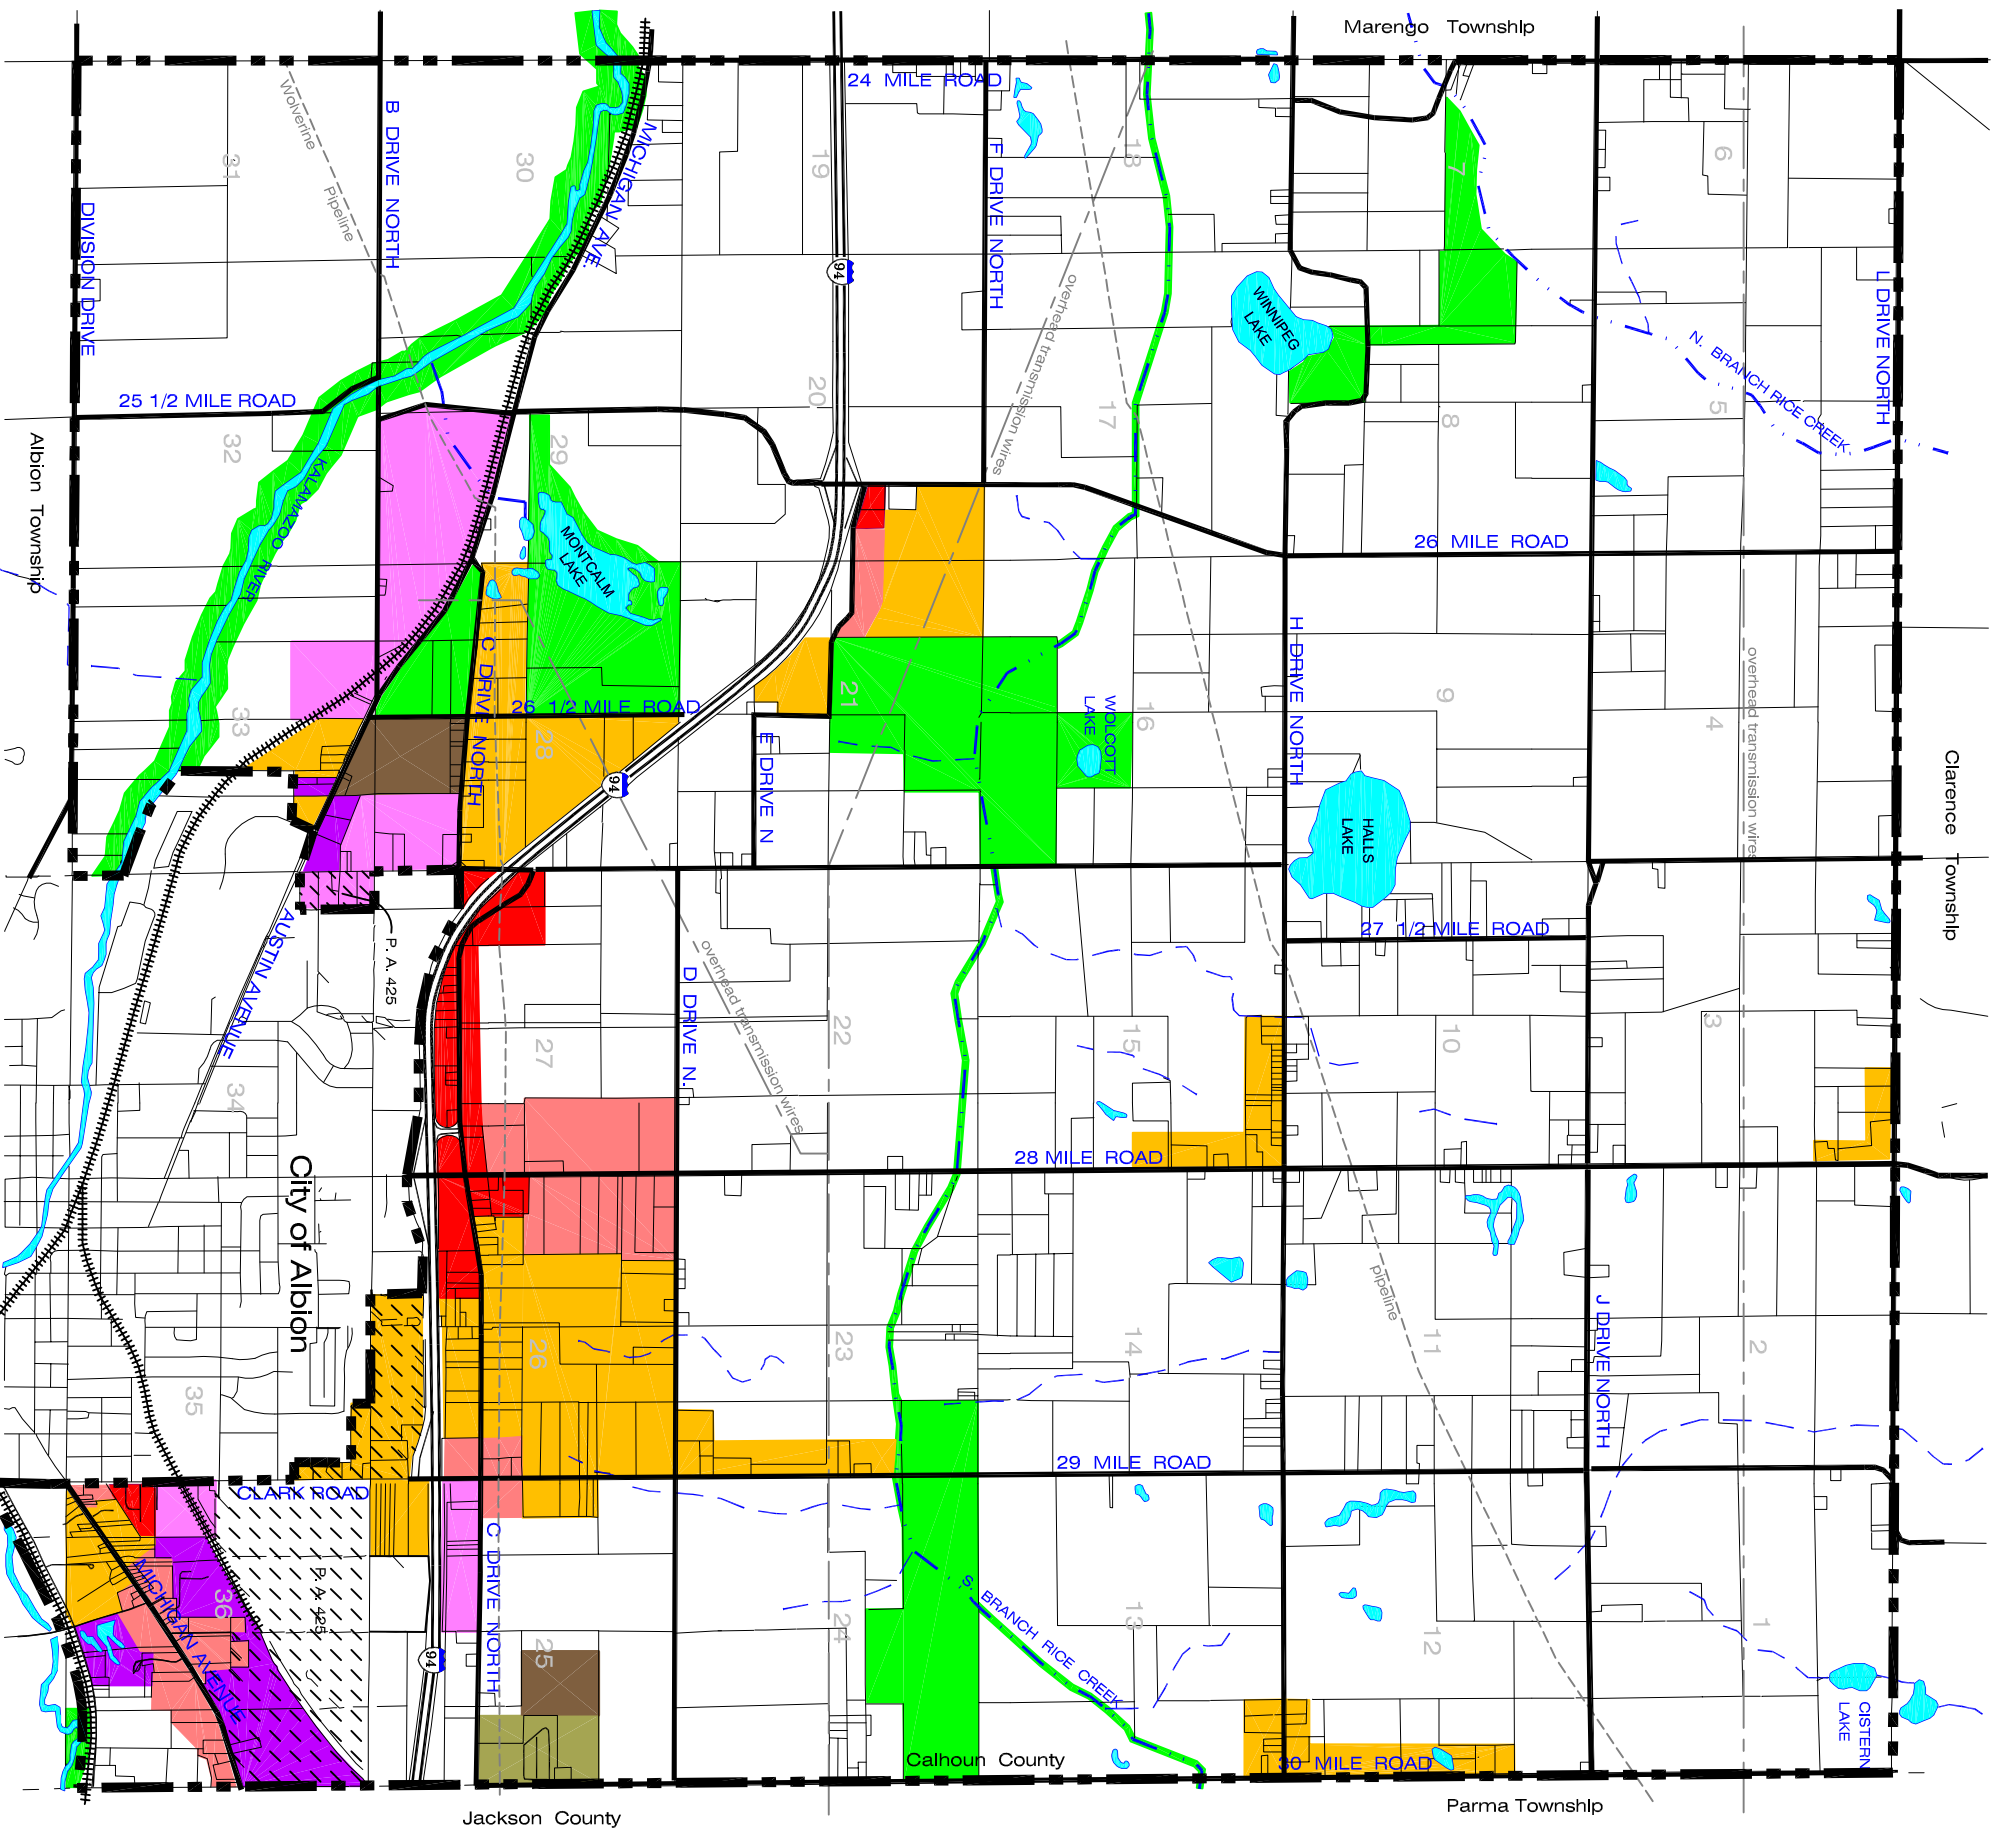 Marengo Township
24 MILE ROAD
Wolverine
Pipeline
B DRIVE NORTH
MICHIGAN AVE.
31
30
19
18
7
6
F DRIVE NORTH
DIVISION DRIVE
94
overhead transmission wires
WINNIPEG
LAKE
L DRIVE NORTH
N. BRANCH RICE CREEK
25 1/2 MILE ROAD
32
29
20
17
8
5
Albion Township
KALAMAZOO RIVER
MONTCALM
LAKE
26 MILE ROAD
C DRIVE NORTH
H DRIVE NORTH
overhead transmission wires
26 1/2 MILE ROAD
33
28
21
16
9
4
WOLCOTT
LAKE
E DRIVE N
94
HALLS
LAKE
Clarence Township
AUSTIN AVENUE
P. A. 425
27 1/2 MILE ROAD
D DRIVE N.
overhead transmission wires
34
27
22
15
10
3
City of Albion
28 MILE ROAD
pipeline
J DRIVE NORTH
35
26
23
14
11
2
29 MILE ROAD
CLARK ROAD
C DRIVE NORTH
MICHIGAN AVENUE
P. A. 425
36
25
24
13
12
1
S. BRANCH RICE CREEK
94
CISTERN
LAKE
Calhoun County
30 MILE ROAD
Jackson County
Parma Township